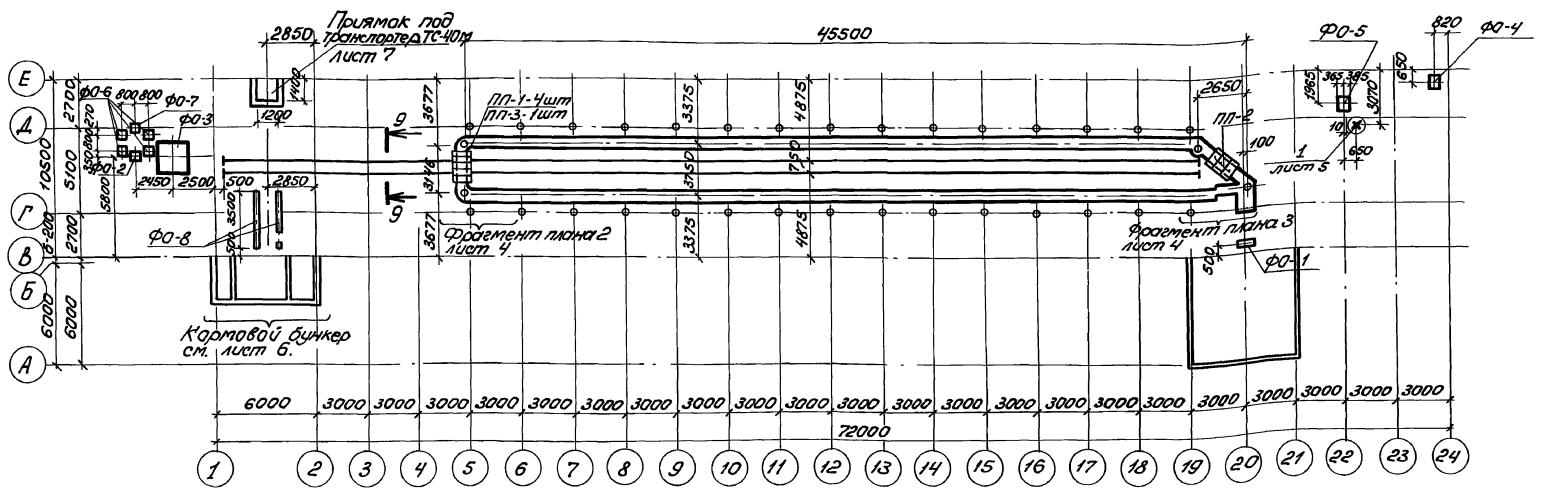 Приямок под
транспортер ТС-40м
лист 7
2850
45500
820
ФО-5
ФО-4
Е
Д
Г
В
Б
А
2700
5100
2700
10500
6-200
6000
6000
5800
ФО-6
800 800
ФО-7
ФО-3
270
800
350
ФО-2
2450
2500
1400
1200
500
2850
3500
500
ФО-8
9
9
3677
3746
3677
ПП-1-4шт
ПП-3-1шт
3375
3750
3375
4875
750
4875
2650
ПП-2
100
1965
365 385
3070
650
10
1
лист 5
650
Фрагмент плана 2
лист 4
Фрагмент плана 3
лист 4
500
ФО-1
Кормовой бункер
см. лист 6.
6000 3000 3000 3000 3000 3000 3000 3000 3000 3000 3000 3000 3000 3000 3000 3000 3000 3000 3000 3000 3000 3000 3000
72000
1 2 3 4 5 6 7 8 9 10 11 12 13 14 15 16 17 18 19 20 21 22 23 24